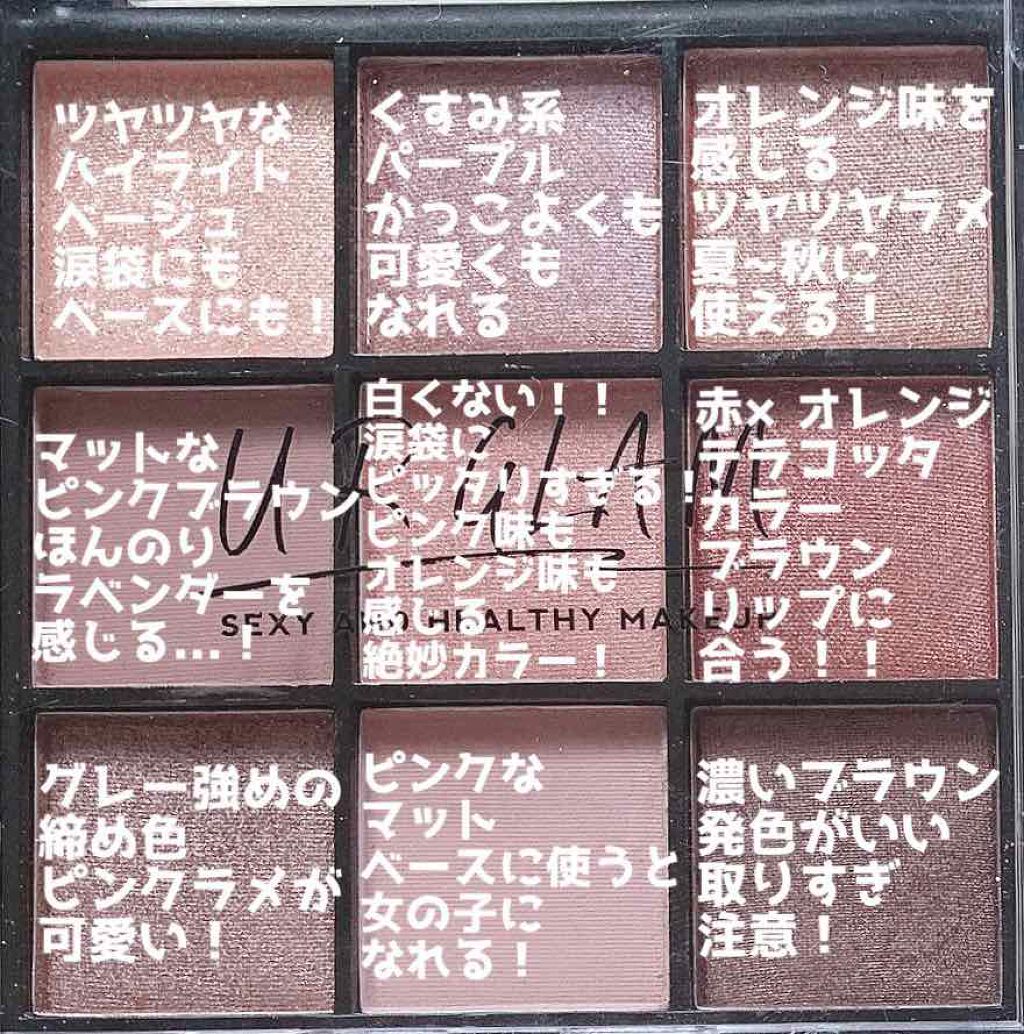 ツヤツヤな
ハイライト
ベージュ
涙袋にも
ベースにも！
くすみ系
パープル
かっこよくも
可愛くも
なれる
オレンジ味を
感じる
ツヤツヤラメ
夏~秋に
使える！
マットな
ピンクブラウン
ほんのり
ラベンダーを
感じる...！
白くない！！
涙袋に
ピッタリすぎる！
ピンク味も
オレンジ味も
感じる
絶妙カラー！
赤x オレンジ
テラコッタ
カラー
ブラウン
リップに
合う！！
UR GLAM
SEXY AND HEALTHY MAKEUP
グレー強めの
締め色
ピンクラメが
可愛い！
ピンクな
マット
ベースに使うと
女の子に
なれる！
濃いブラウン
発色がいい
取りすぎ
注意！